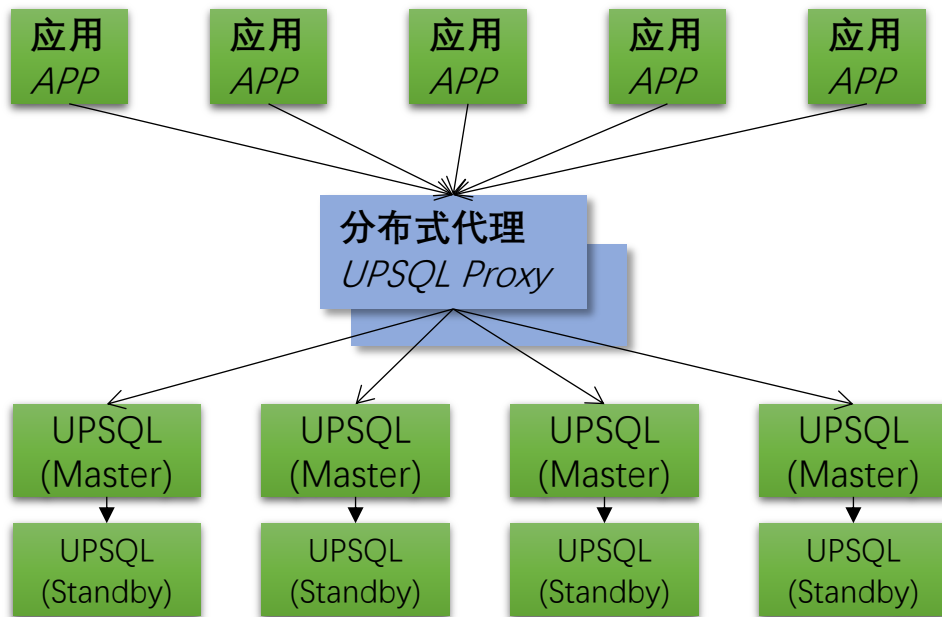 应用
APP
应用
APP
应用
APP
应用
APP
应用
APP
分布式代理
UPSQL Proxy
UPSQL
(Master)
UPSQL
(Master)
UPSQL
(Master)
UPSQL
(Master)
UPSQL
(Standby)
UPSQL
(Standby)
UPSQL
(Standby)
UPSQL
(Standby)